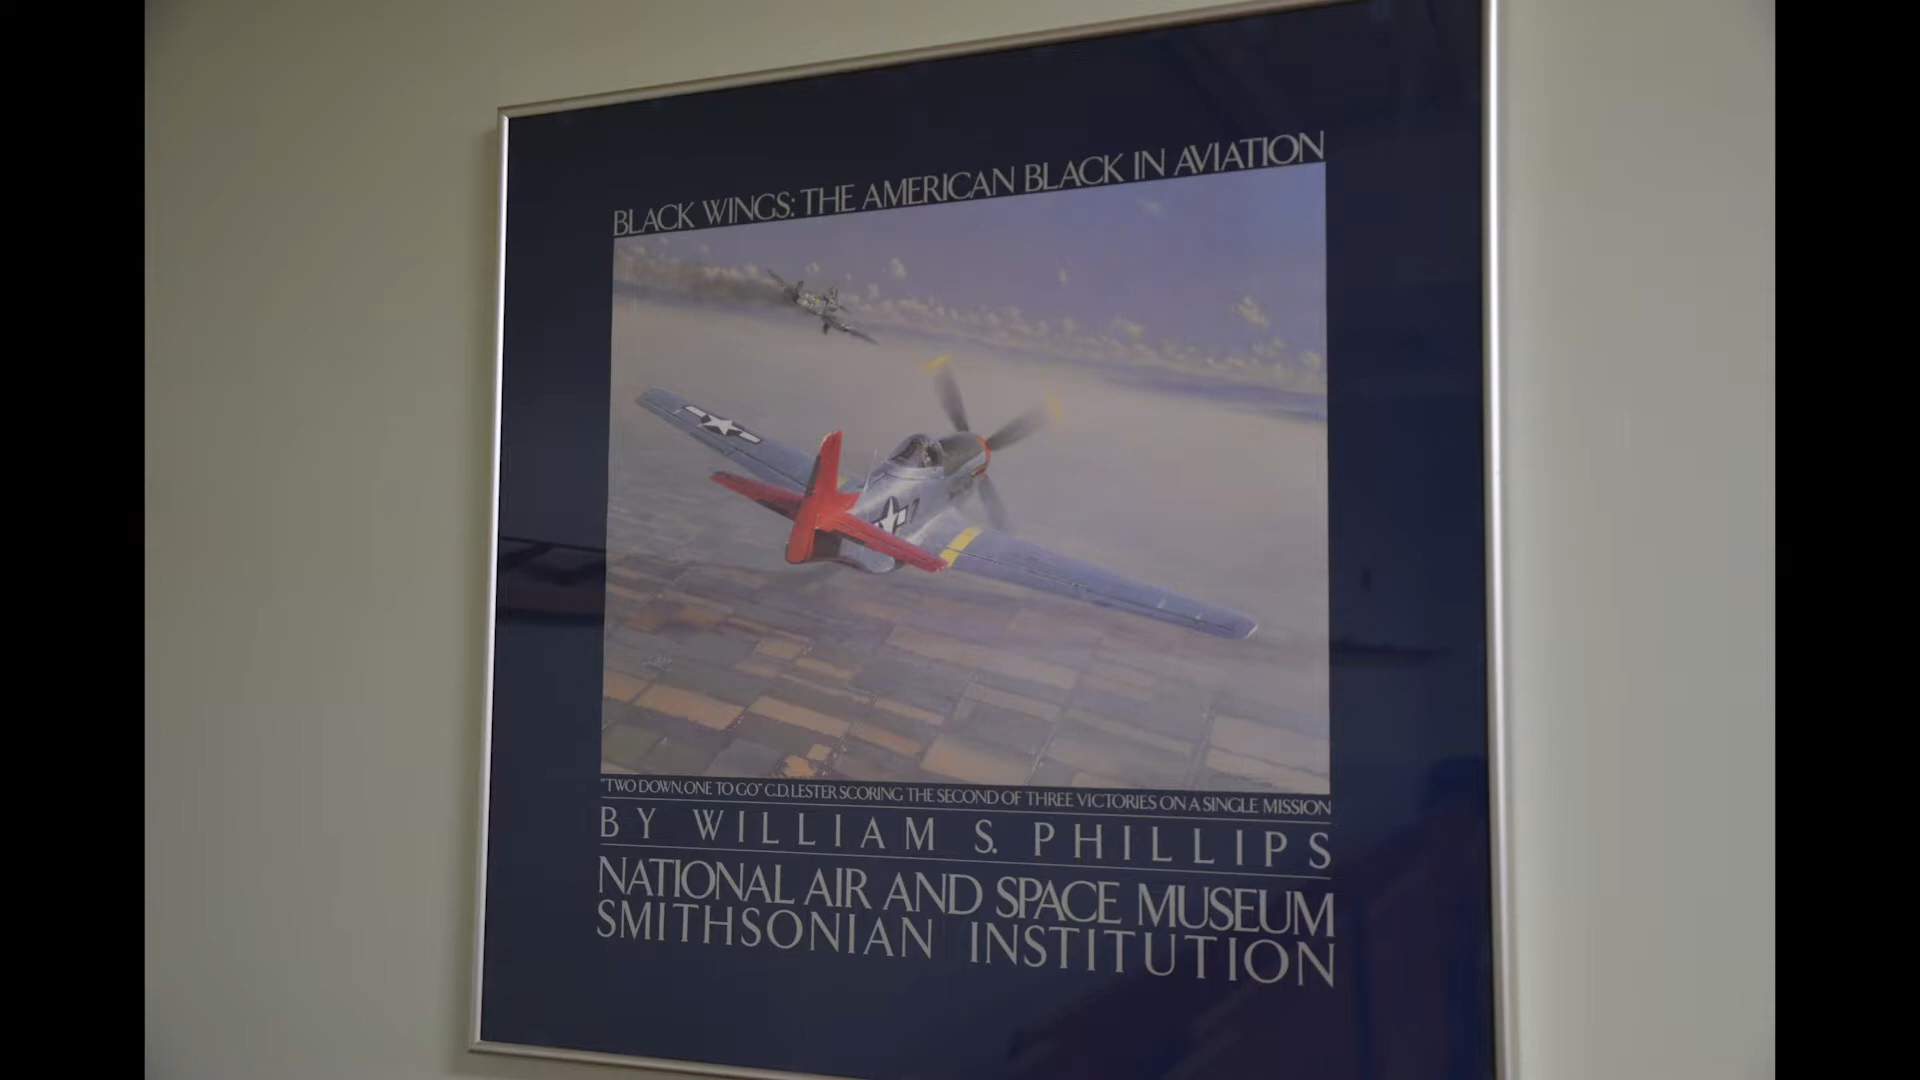 BLACK WINGS: THE AMERICAN BLACK IN AVIATION
7
"TWO DOWN, ONE TO GO" C.D. LESTER SCORING THE SECOND OF THREE VICTORIES ON A SINGLE MISSION
BY WILLIAM S. PHILLIPS
NATIONAL AIR AND SPACE MUSEUM
SMITHSONIAN INSTITUTION